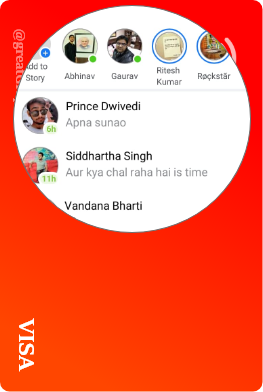 @great
Add to
Story
Abhinav
Gaurav
Ritesh
Kumar
Røçkstår
Prince Dwivedi
Apna sunao
6h
Siddhartha Singh
Aur kya chal raha hai is time
11h
Vandana Bharti
VISA